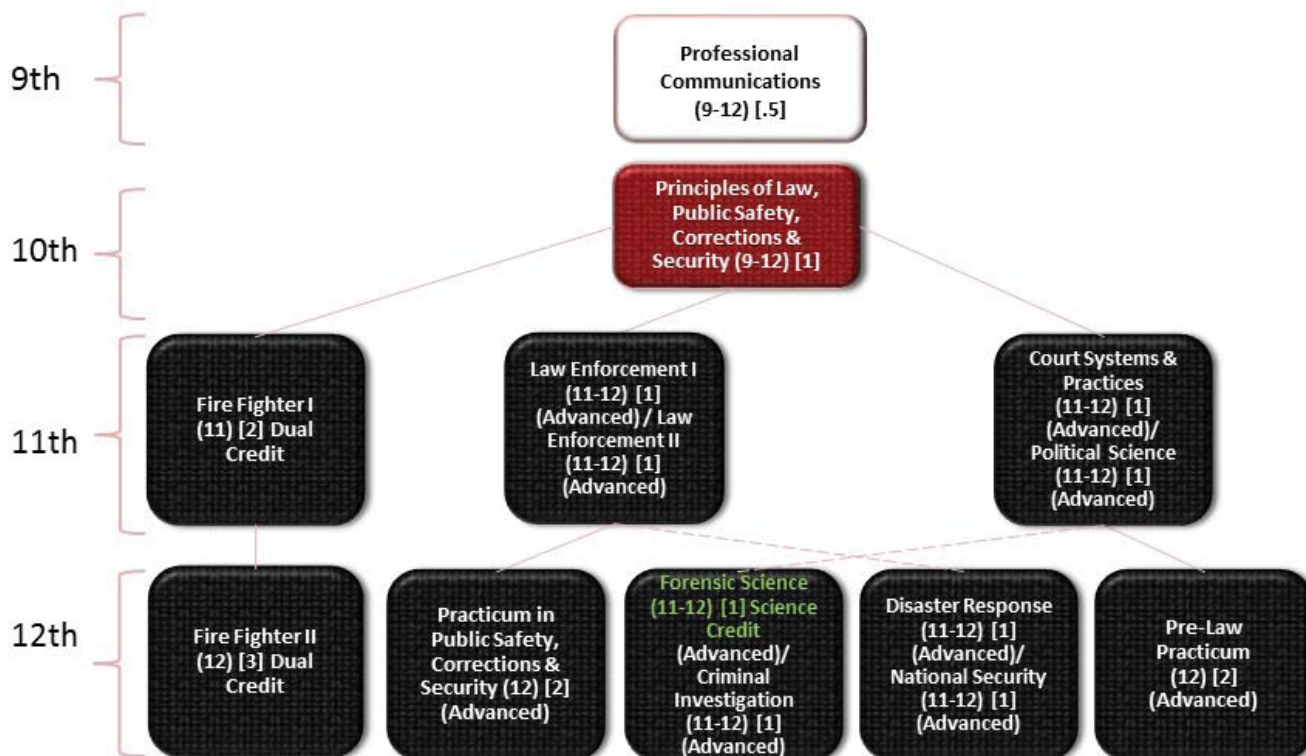 9th
Professional
Communications
(9-12) [.5]
10th
Principles of Law,
Public Safety,
Corrections &
Security (9-12) [1]
11th
Fire Fighter I
(11) [2] Dual
Credit
Law Enforcement I
(11-12) [1]
(Advanced) / Law
Enforcement II
(11-12) [1]
(Advanced)
Court Systems &
Practices
(11-12) [1]
(Advanced)/
Political Science
(11-12) [1]
(Advanced)
12th
Fire Fighter II
(12) [3] Dual
Credit
Practicum in
Public Safety,
Corrections &
Security (12) [2]
(Advanced)
Forensic Science
(11-12) [1] Science
Credit
(Advanced)/
Criminal
Investigation
(11-12) [1]
(Advanced)
Disaster Response
(11-12) [1]
(Advanced)/
National Security
(11-12) [1]
(Advanced)
Pre-Law
Practicum
(12) [2]
(Advanced)